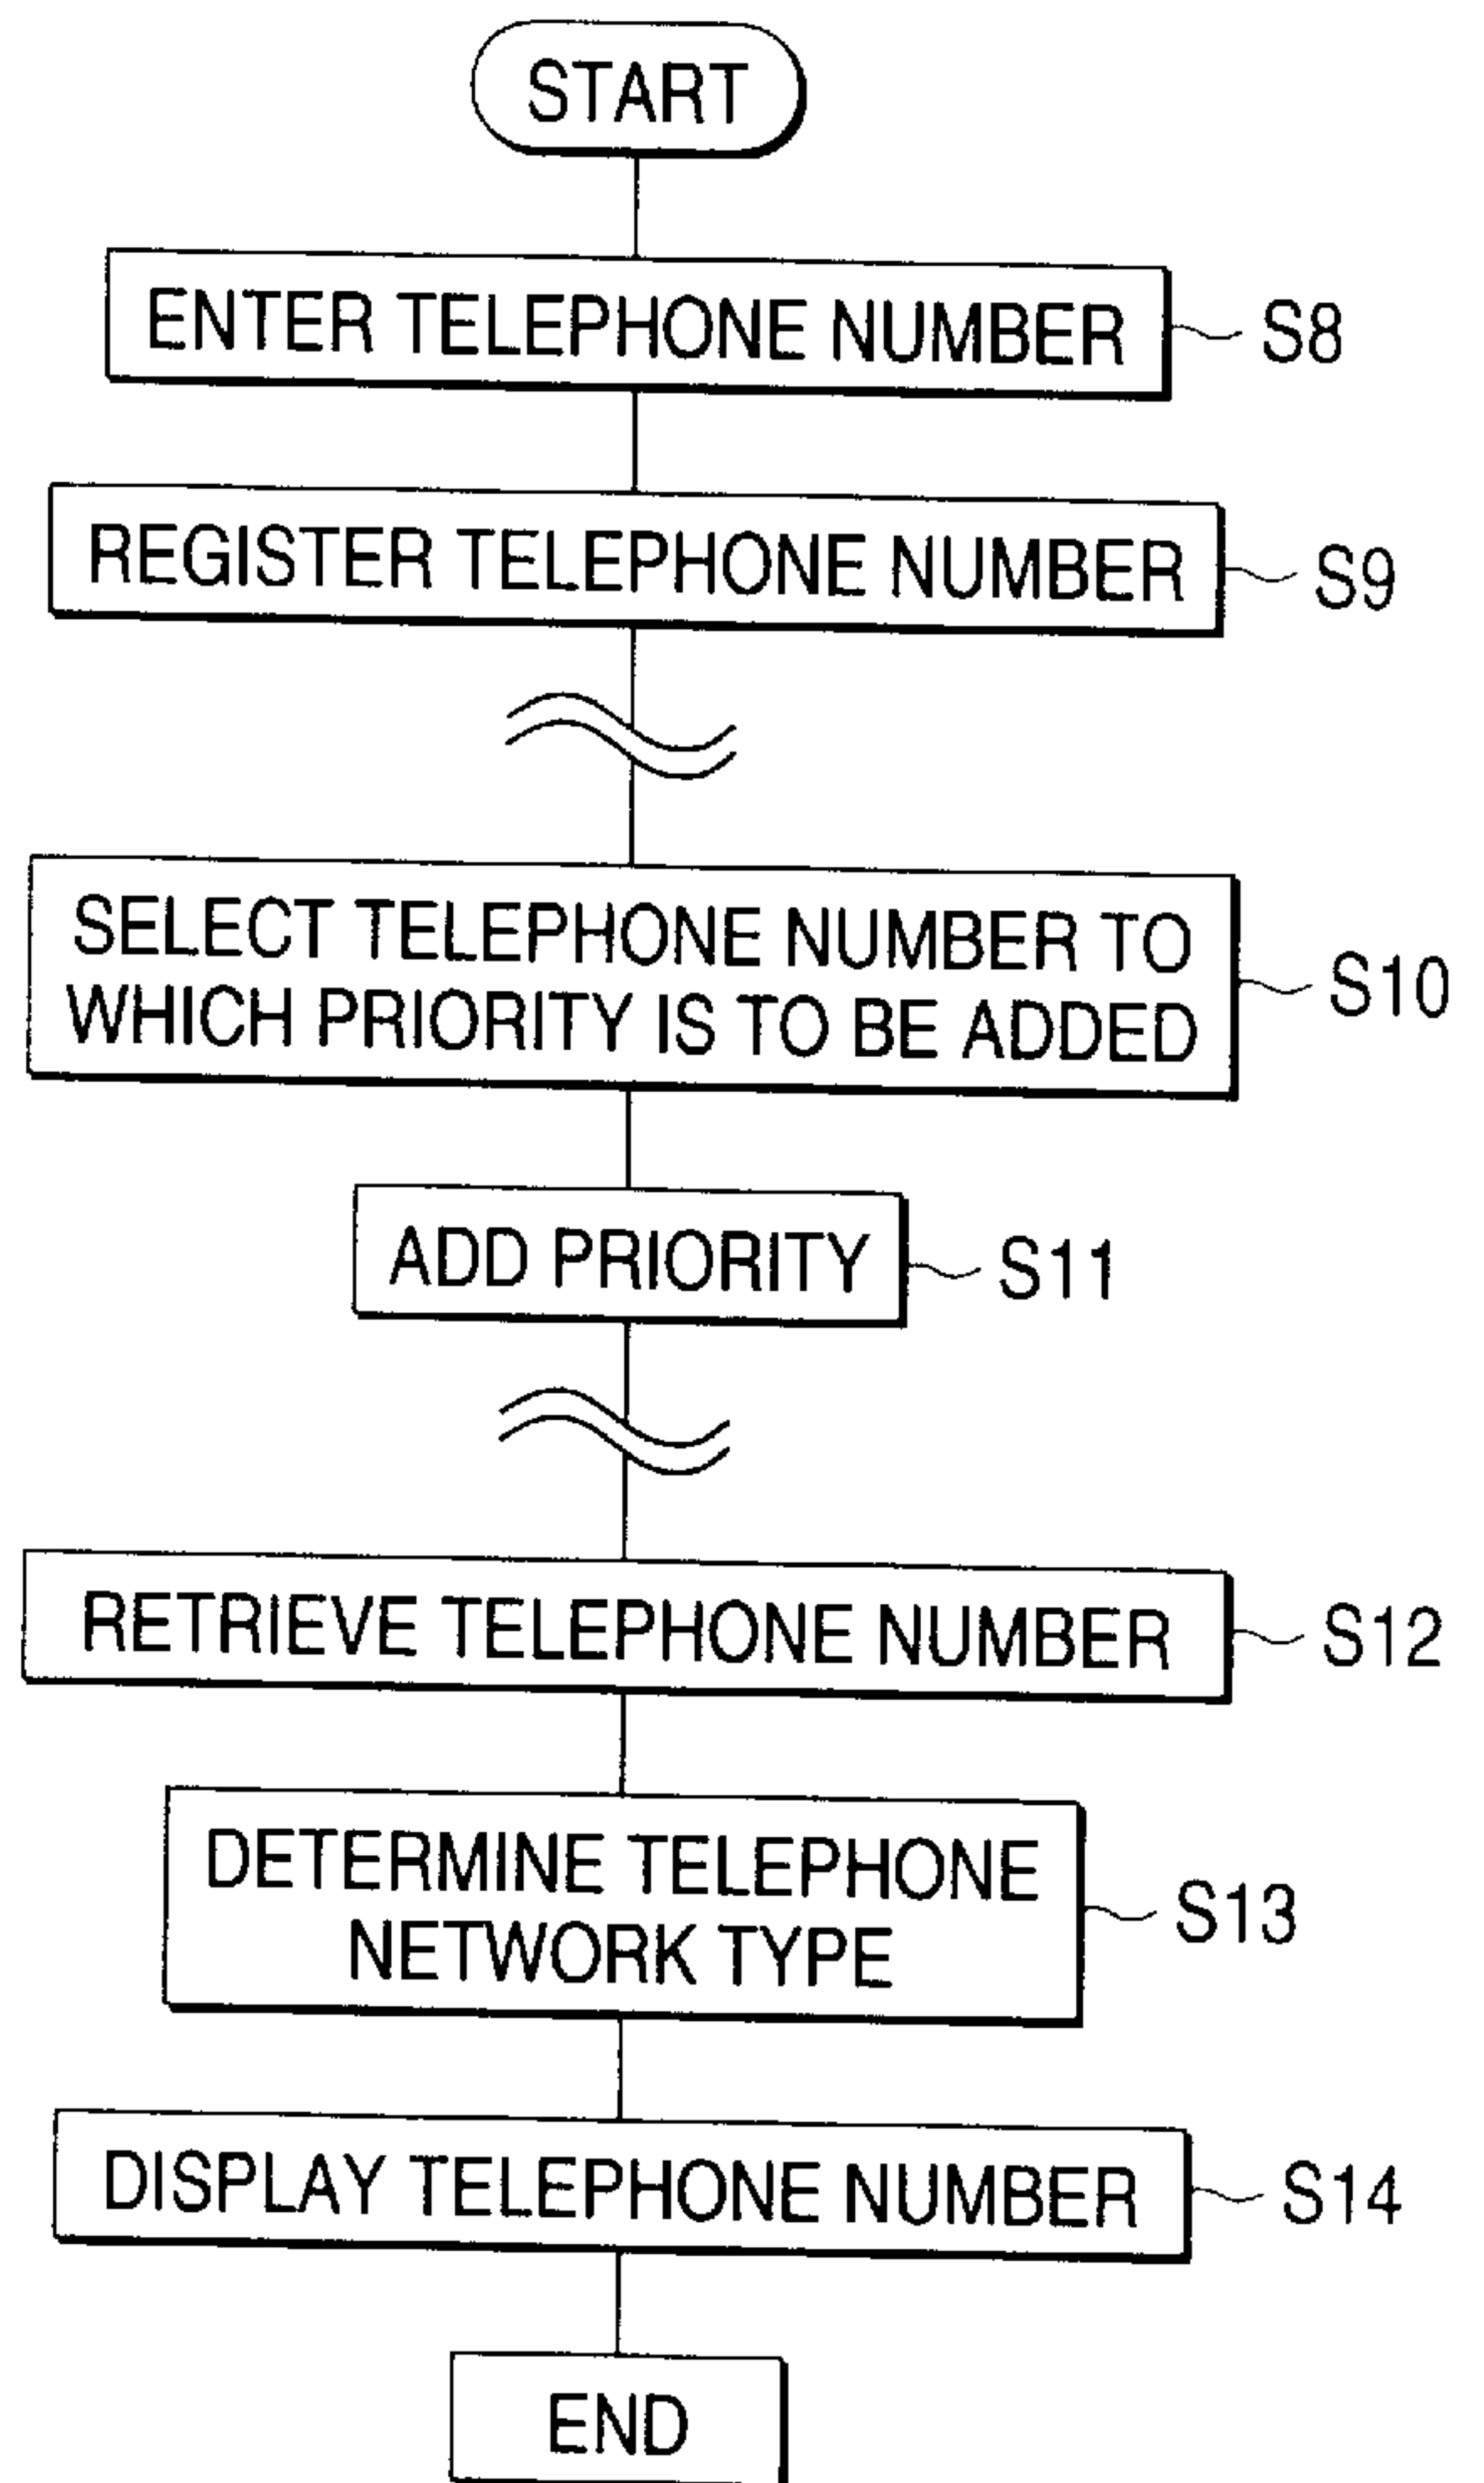 START
ENTER TELEPHONE NUMBER
S8
REGISTER TELEPHONE NUMBER
S9
SELECT TELEPHONE NUMBER TO
WHICH PRIORITY IS TO BE ADDED
S10
ADD PRIORITY
S11
RETRIEVE TELEPHONE NUMBER
S12
DETERMINE TELEPHONE
NETWORK TYPE
S13
DISPLAY TELEPHONE NUMBER
S14
END